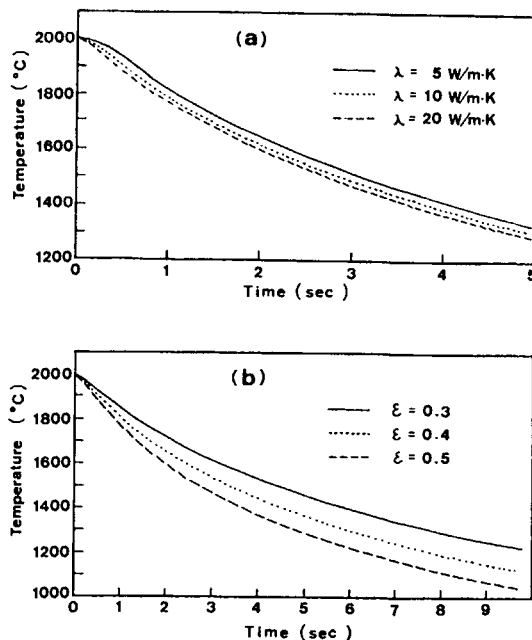 (a)
2000
1800
1600
1400
1200
Temperature (°C)
λ = 5 W/m·K
λ = 10 W/m·K
λ = 20 W/m·K
0 1 2 3 4 5
Time (sec)
(b)
2000
1800
1600
1400
1200
1000
Temperature (°C)
ε = 0.3
ε = 0.4
ε = 0.5
0 1 2 3 4 5 6 7 8 9
Time (sec)